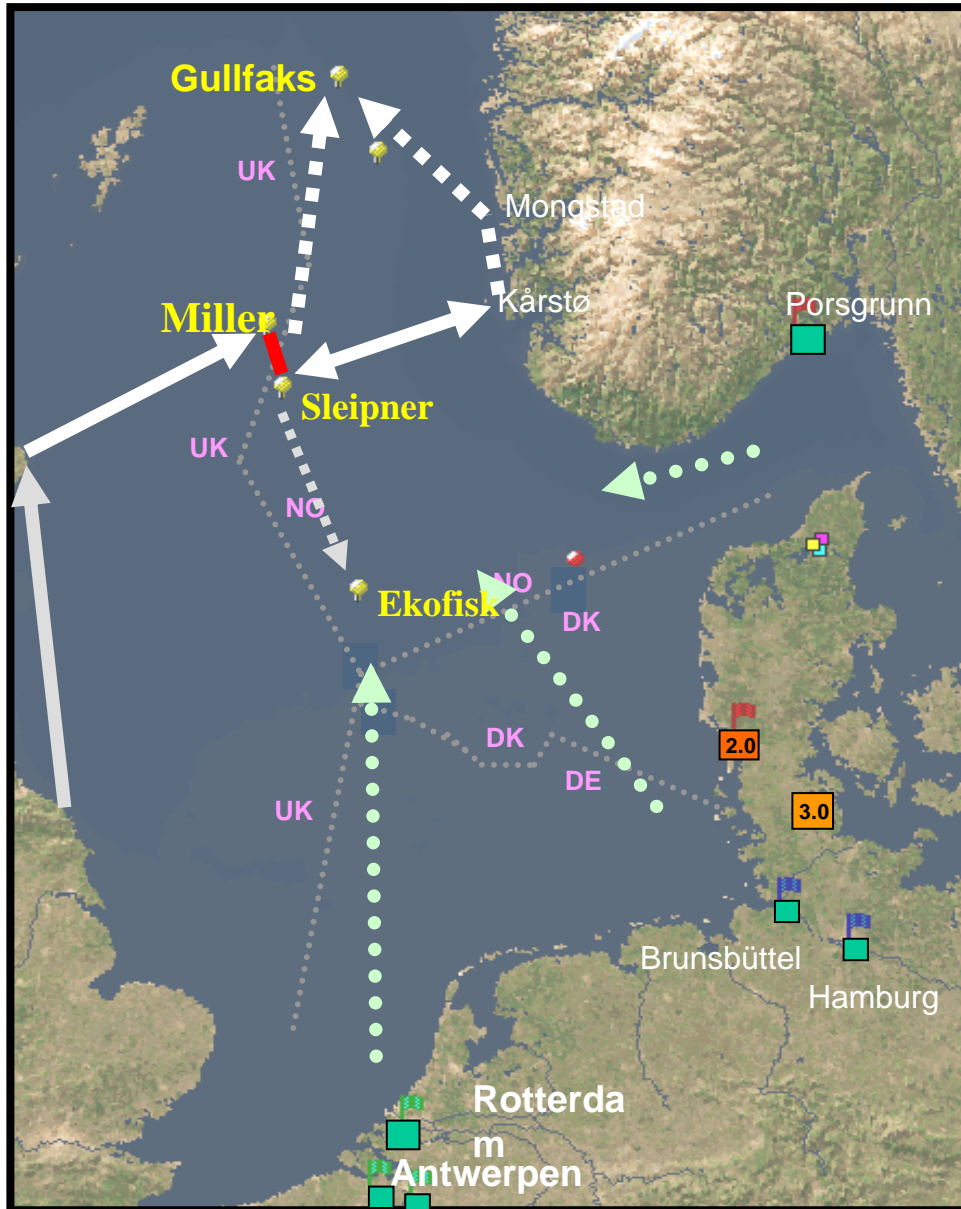 Gullfaks
UK
Mongstad
Kårstø
Porsgrunn
Miller
Sleipner
UK
NO
NO
Ekofisk
DK
DK
2.0
DE
UK
3.0
Brunsbüttel
Hamburg
Rotterda
m
Antwerpen